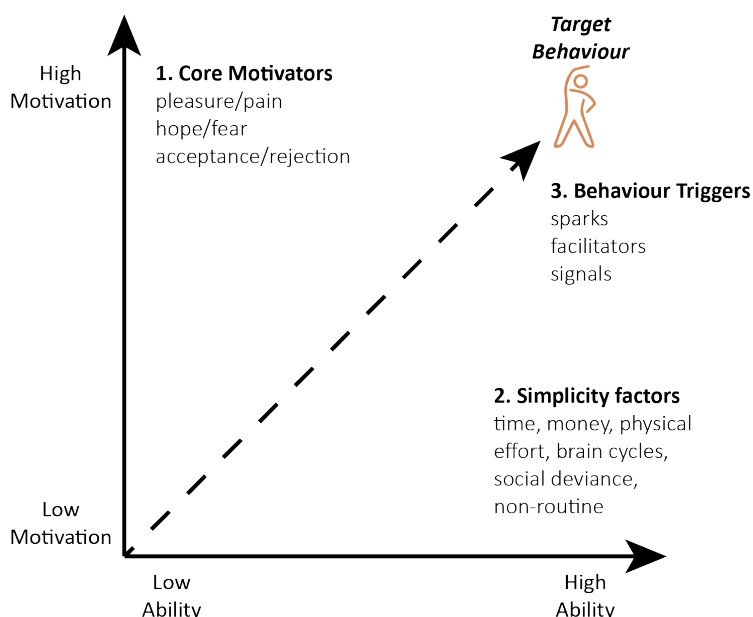 Target
Behaviour
High
Motivation
1. Core Motivators
pleasure/pain
hope/fear
acceptance/rejection
3. Behaviour Triggers
sparks
facilitators
signals
2. Simplicity factors
time, money, physical
effort, brain cycles,
social deviance,
non-routine
Low
Motivation
Low
Ability
High
Ability